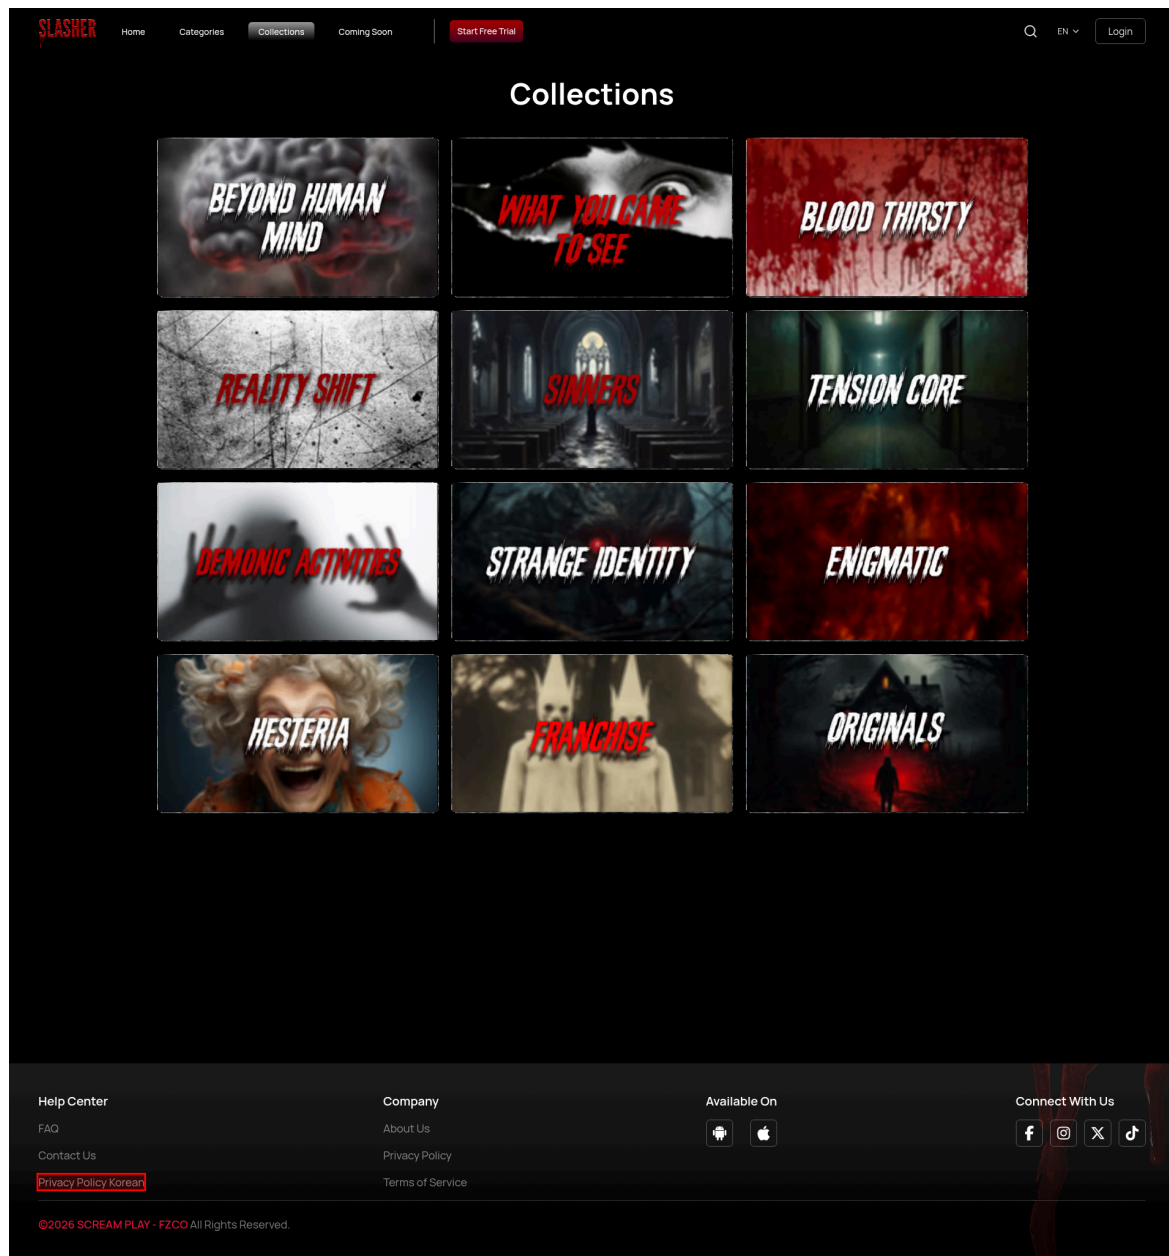 SLASHER
Home Categories Collections Coming Soon Start Free Trial EN Login
Collections
BEYOND HUMAN
MIND
WHAT YOU CAME
TO SEE
BLOOD THIRSTY
REALITY SHIFT
SINNERS
TENSION CORE
DEMONIC ACTIVITIES
STRANGE IDENTITY
ENIGMATIC
HESTERIA
FRANCHISE
ORIGINALS
Help Center
FAQ
Contact Us
Privacy Policy Korean
Company
About Us
Privacy Policy
Terms of Service
Available On
Connect With Us
©2026 SCREAM PLAY - FZCO All Rights Reserved.